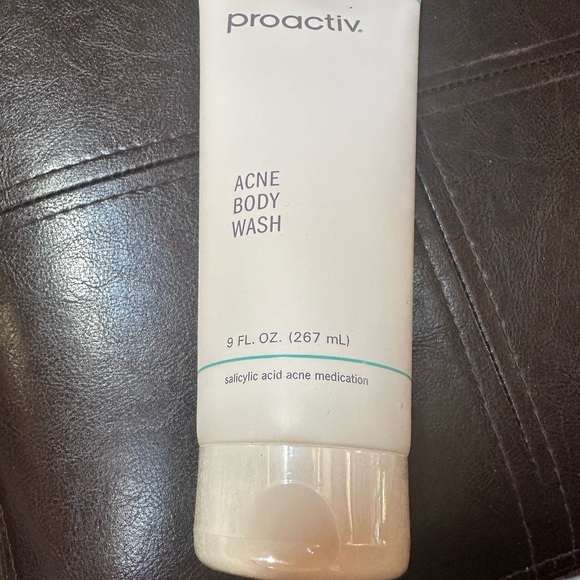 proactiv®
ACNE
BODY
WASH
9 FL. OZ. (267 mL)
salicylic acid acne medication